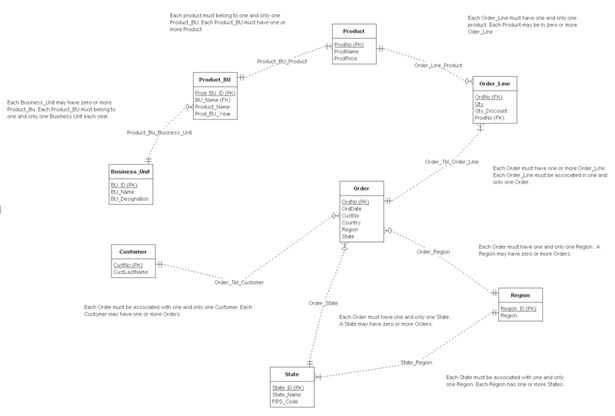 Each product must belong to one and only one
Product_BU. Each Product_BU must have one or
more Product
Product
ProdNo (PK)
ProdName
ProdPrice
Each Order_Line must have one and only one
product. Each Product may be in zero or more
Oder_Line
Product_BU_Product
Order_Line_Product
Product_BU
Prod_BU_ID (PK)
BU_Name (FK)
Product_Name
Prod_BU_Year
Order_Line
OrdNo (FK)
Qty
Qty_Discount
ProdNo (FK)
Each Business_Unit may have zero or more
Product_Bu. Each Product_BU must belong to
one and only one Business Unit each year.
Product_Bu_Business_Unit
Business_Unit
BU_ID (PK)
BU_Name
BU_Designation
Order_Tbl_Order_Line
Each Order must have one or more Order_Line.
Each Order_Line must be associated in one and
only one Order.
Order
OrdNo (PK)
OrdDate
CustNo
Country
Region
State
Customer
CustNo (PK)
CustLastName
Order_Tbl_Customer
Order_Region
Each Order must have one and only one Region. A
Region may have zero or more Orders.
Each Order must be associated with one and only one Customer. Each
Customer may have one or more Orders.
Order_State
Each Order must have one and only one State.
A State may have zero or more Orders.
Region
Region_ID (PK)
Region
State_Region
State
State_ID (PK)
State_Name
FIPS_Code
Each State must be associated with one and only
one Region. Each Region has one or more States.